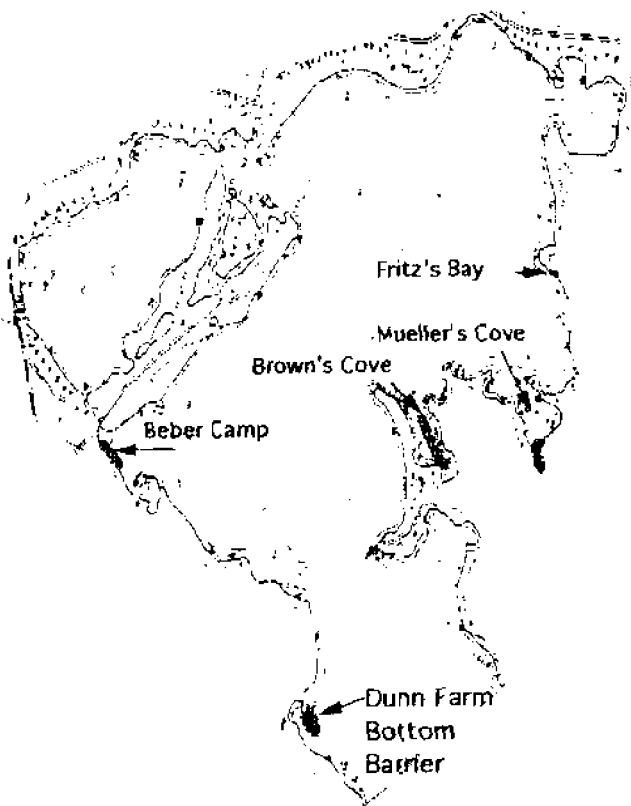 Fritz's Bay
Mueller's Cove
Brown's Cove
Beber Camp
Dunn Farm
Bottom
Barrier